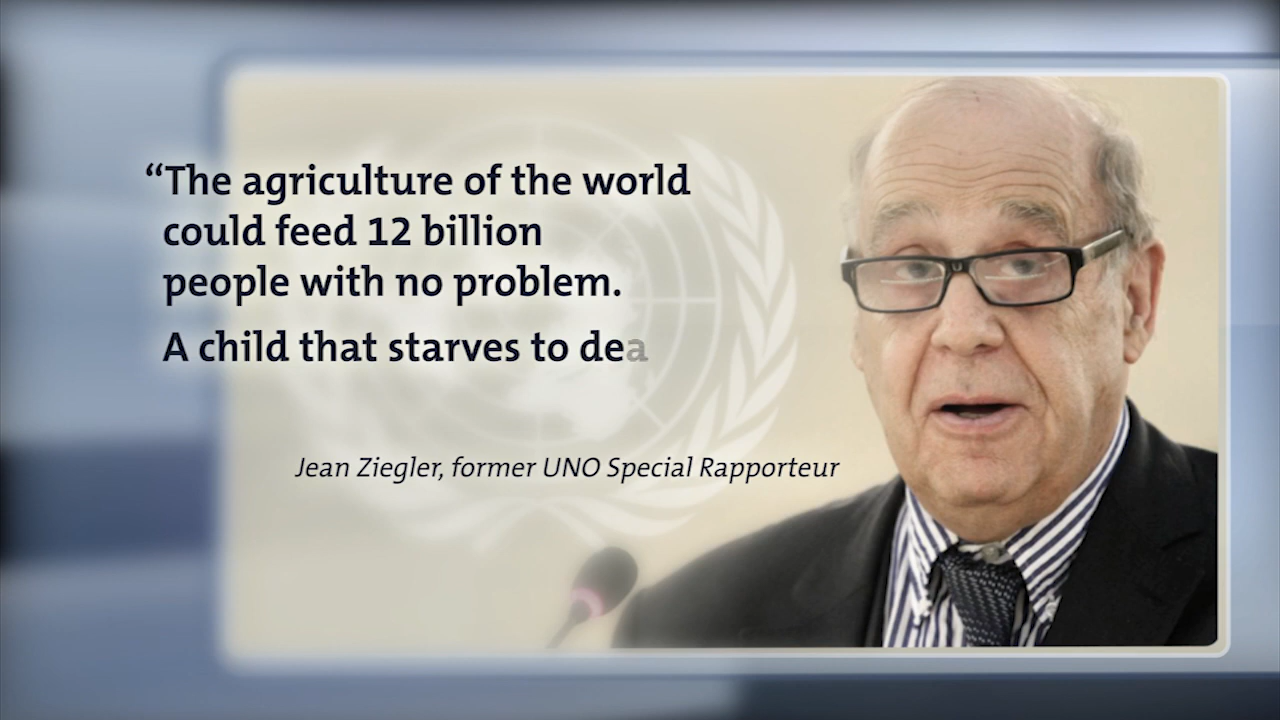 “The agriculture of the world
could feed 12 billion
people with no problem.
A child that starves to dea
Jean Ziegler, former UNO Special Rapporteur